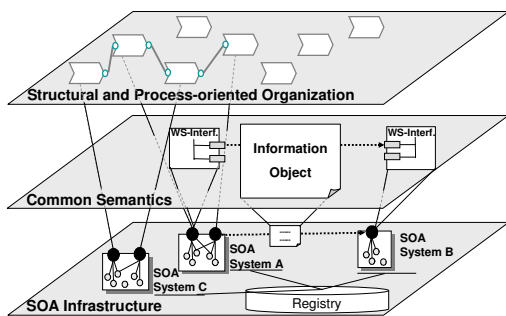 Structural and Process-oriented Organization
WS-Interf.
WS-Interf.
Information
Object
Common Semantics
SOA
System A
SOA
System B
SOA
System C
SOA Infrastructure
Registry